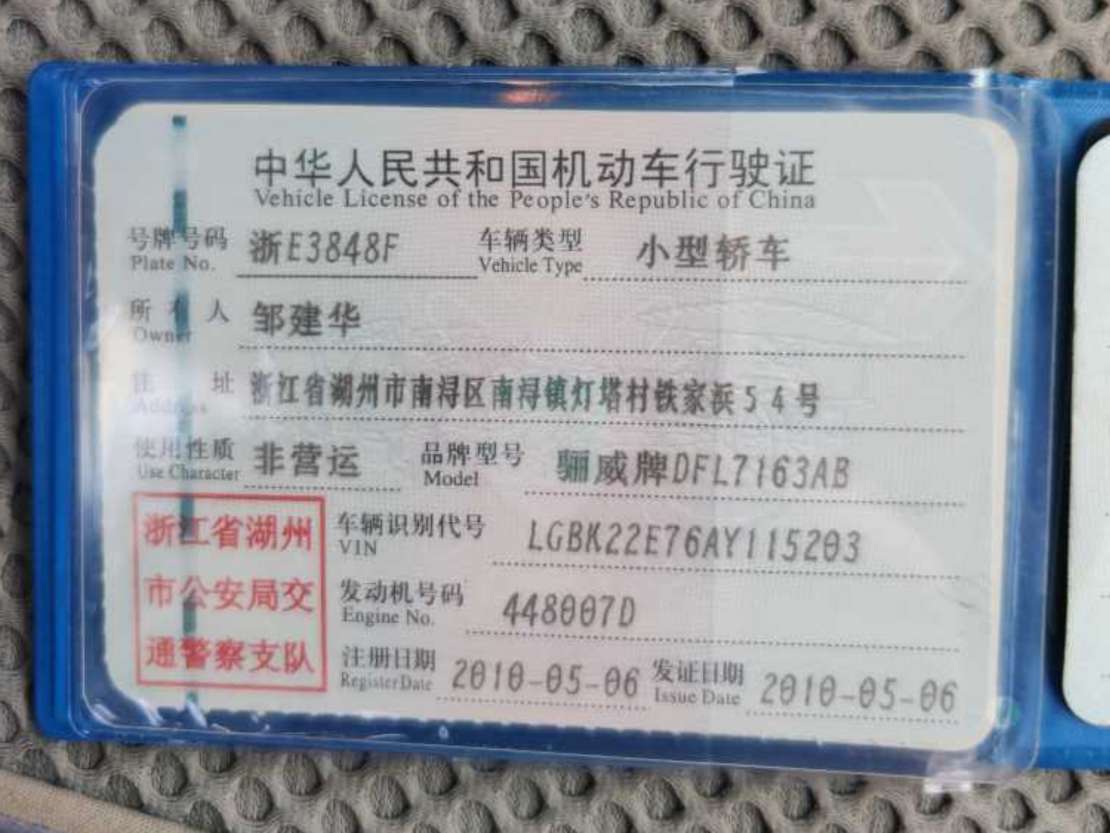 中华人民共和国机动车行驶证
Vehicle License of the People's Republic of China
号牌号码 浙E3848F 车辆类型 小型轿车
Plate No. Vehicle Type
所有人 邹建华
Owner
住址 浙江省湖州市南浔区南浔镇灯塔村铁家浜54号
Address
使用性质 非营运 品牌型号 骊威牌DFL7163AB
Use Character Model
浙江省湖州 车辆识别代号 LGBK22E76AY115203
VIN
市公安局交 发动机号码 448007D
Engine No.
通警察支队 注册日期 2010-05-06 发证日期 2010-05-06
Register Date Issue Date